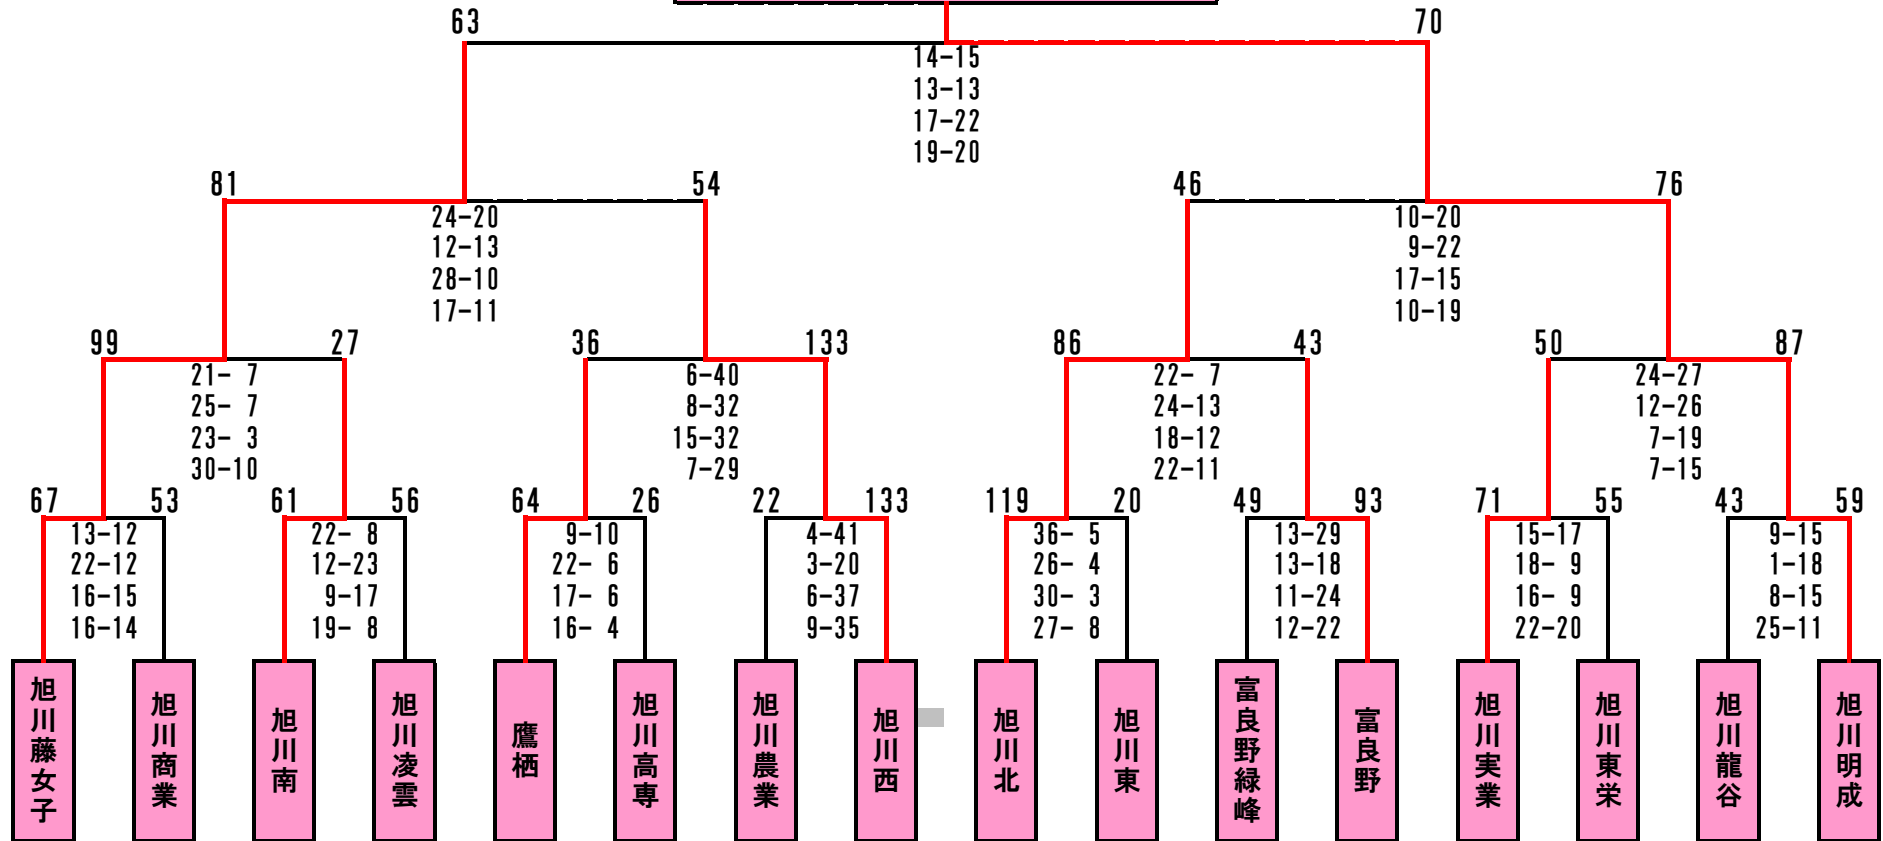 63 70
14-15
13-13
17-22
19-20
81 54 46 76
24-20 10-20
12-13 9-22
28-10 17-15
17-11 10-19
99 27 36 133 86 43 50 87
21- 7 6-40 22- 7 24-27
25- 7 8-32 24-13 12-26
23- 3 15-32 18-12 7-19
30-10 7-29 22-11 7-15
67 53 61 56 64 26 22 133 119 20 49 93 71 55 43 59
13-12 22- 8 9-10 4-41 36- 5 13-29 15-17 9-15
22-12 12-23 22- 6 3-20 26- 4 13-18 18- 9 1-18
16-15 9-17 17- 6 6-37 30- 3 11-24 16- 9 8-15
16-14 19- 8 16- 4 9-35 27- 8 12-22 22-20 25-11
旭川藤女子
旭川商業
旭川南
旭川凌雲
鷹栖
旭川高専
旭川農業
旭川西
旭川北
旭川東
富良野緑峰
富良野
旭川実業
旭川東栄
旭川龍谷
旭川明成